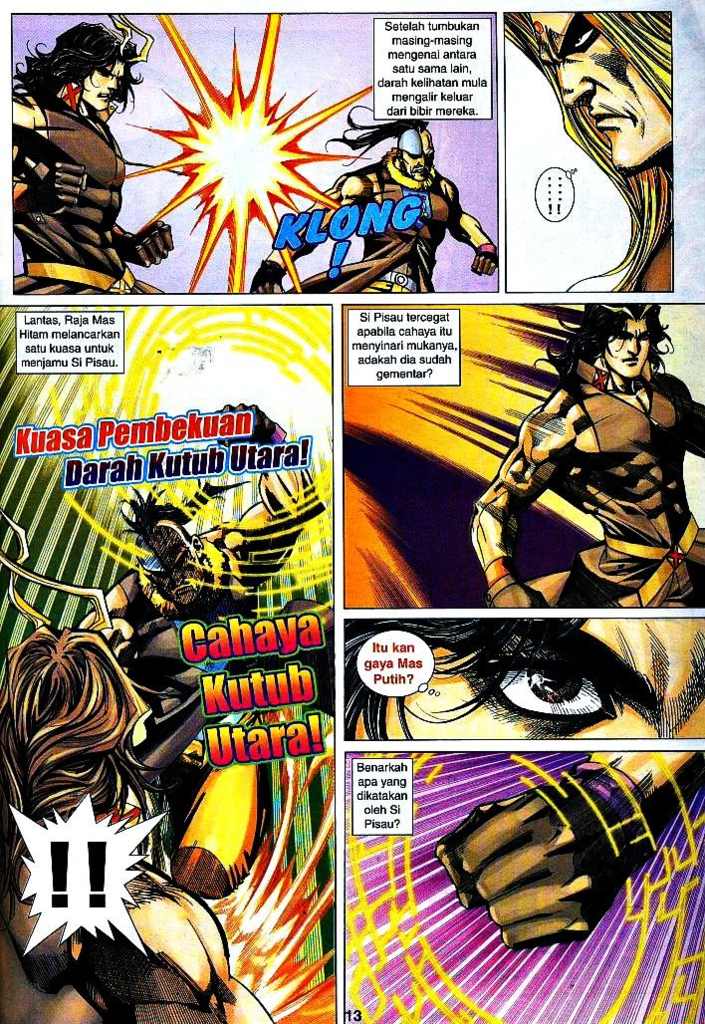 Setelah tumbukan
masing-masing
mengenai antara
satu sama lain,
darah kelihatan mula
mengalir keluar
dari bibir mereka.
KLONG
!
...
...
!!
Lantas, Raja Mas
Hitam melancarkan
satu kuasa untuk
menjamu Si Pisau.
Kuasa Pembekuan
Darah Kutub Utara!
Cahaya
Kutub
Utara!
!!
Si Pisau tercegat
apabila cahaya itu
menyinari mukanya,
adakah dia sudah
gementar?
Itu kan
gaya Mas
Putih?
Benarkah
apa yang
dikatakan
oleh Si
Pisau?
13